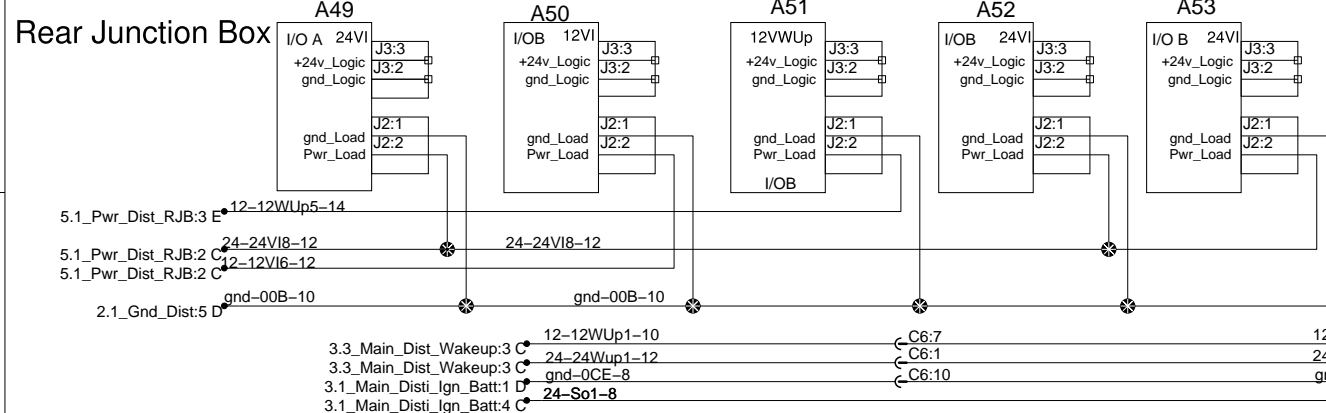 Rear Junction Box
A49
I/O A 24VI
+24v_Logic
gnd_Logic
J3:3
J3:2
gnd_Load
Pwr_Load
J2:1
J2:2
A50
I/OB 12VI
+24v_Logic
gnd_Logic
J3:3
J3:2
gnd_Load
Pwr_Load
J2:1
J2:2
A51
12VWUp
+24v_Logic
gnd_Logic
J3:3
J3:2
gnd_Load
Pwr_Load
I/OB
J2:1
J2:2
A52
I/OB 24VI
+24v_Logic
gnd_Logic
J3:3
J3:2
gnd_Load
Pwr_Load
J2:1
J2:2
A53
I/O B 24VI
+24v_Logic
gnd_Logic
J3:3
J3:2
gnd_Load
Pwr_Load
J2:1
J2:2
5.1_Pwr_Dist_RJB:3 E 12−12WUp5−14
5.1_Pwr_Dist_RJB:2 C 24−24VI8−12 24−24VI8−12
5.1_Pwr_Dist_RJB:2 C 12−12VI6−12
2.1_Gnd_Dist:5 D gnd−00B−10 gnd−00B−10
3.3_Main_Dist_Wakeup:3 C 12−12WUp1−10 C6:7 12
3.3_Main_Dist_Wakeup:3 C 24−24Wup1−12 C6:1 24
3.1_Main_Disti_Ign_Batt:1 D gnd−0CE−8 C6:10
3.1_Main_Disti_Ign_Batt:4 C 24−So1−8